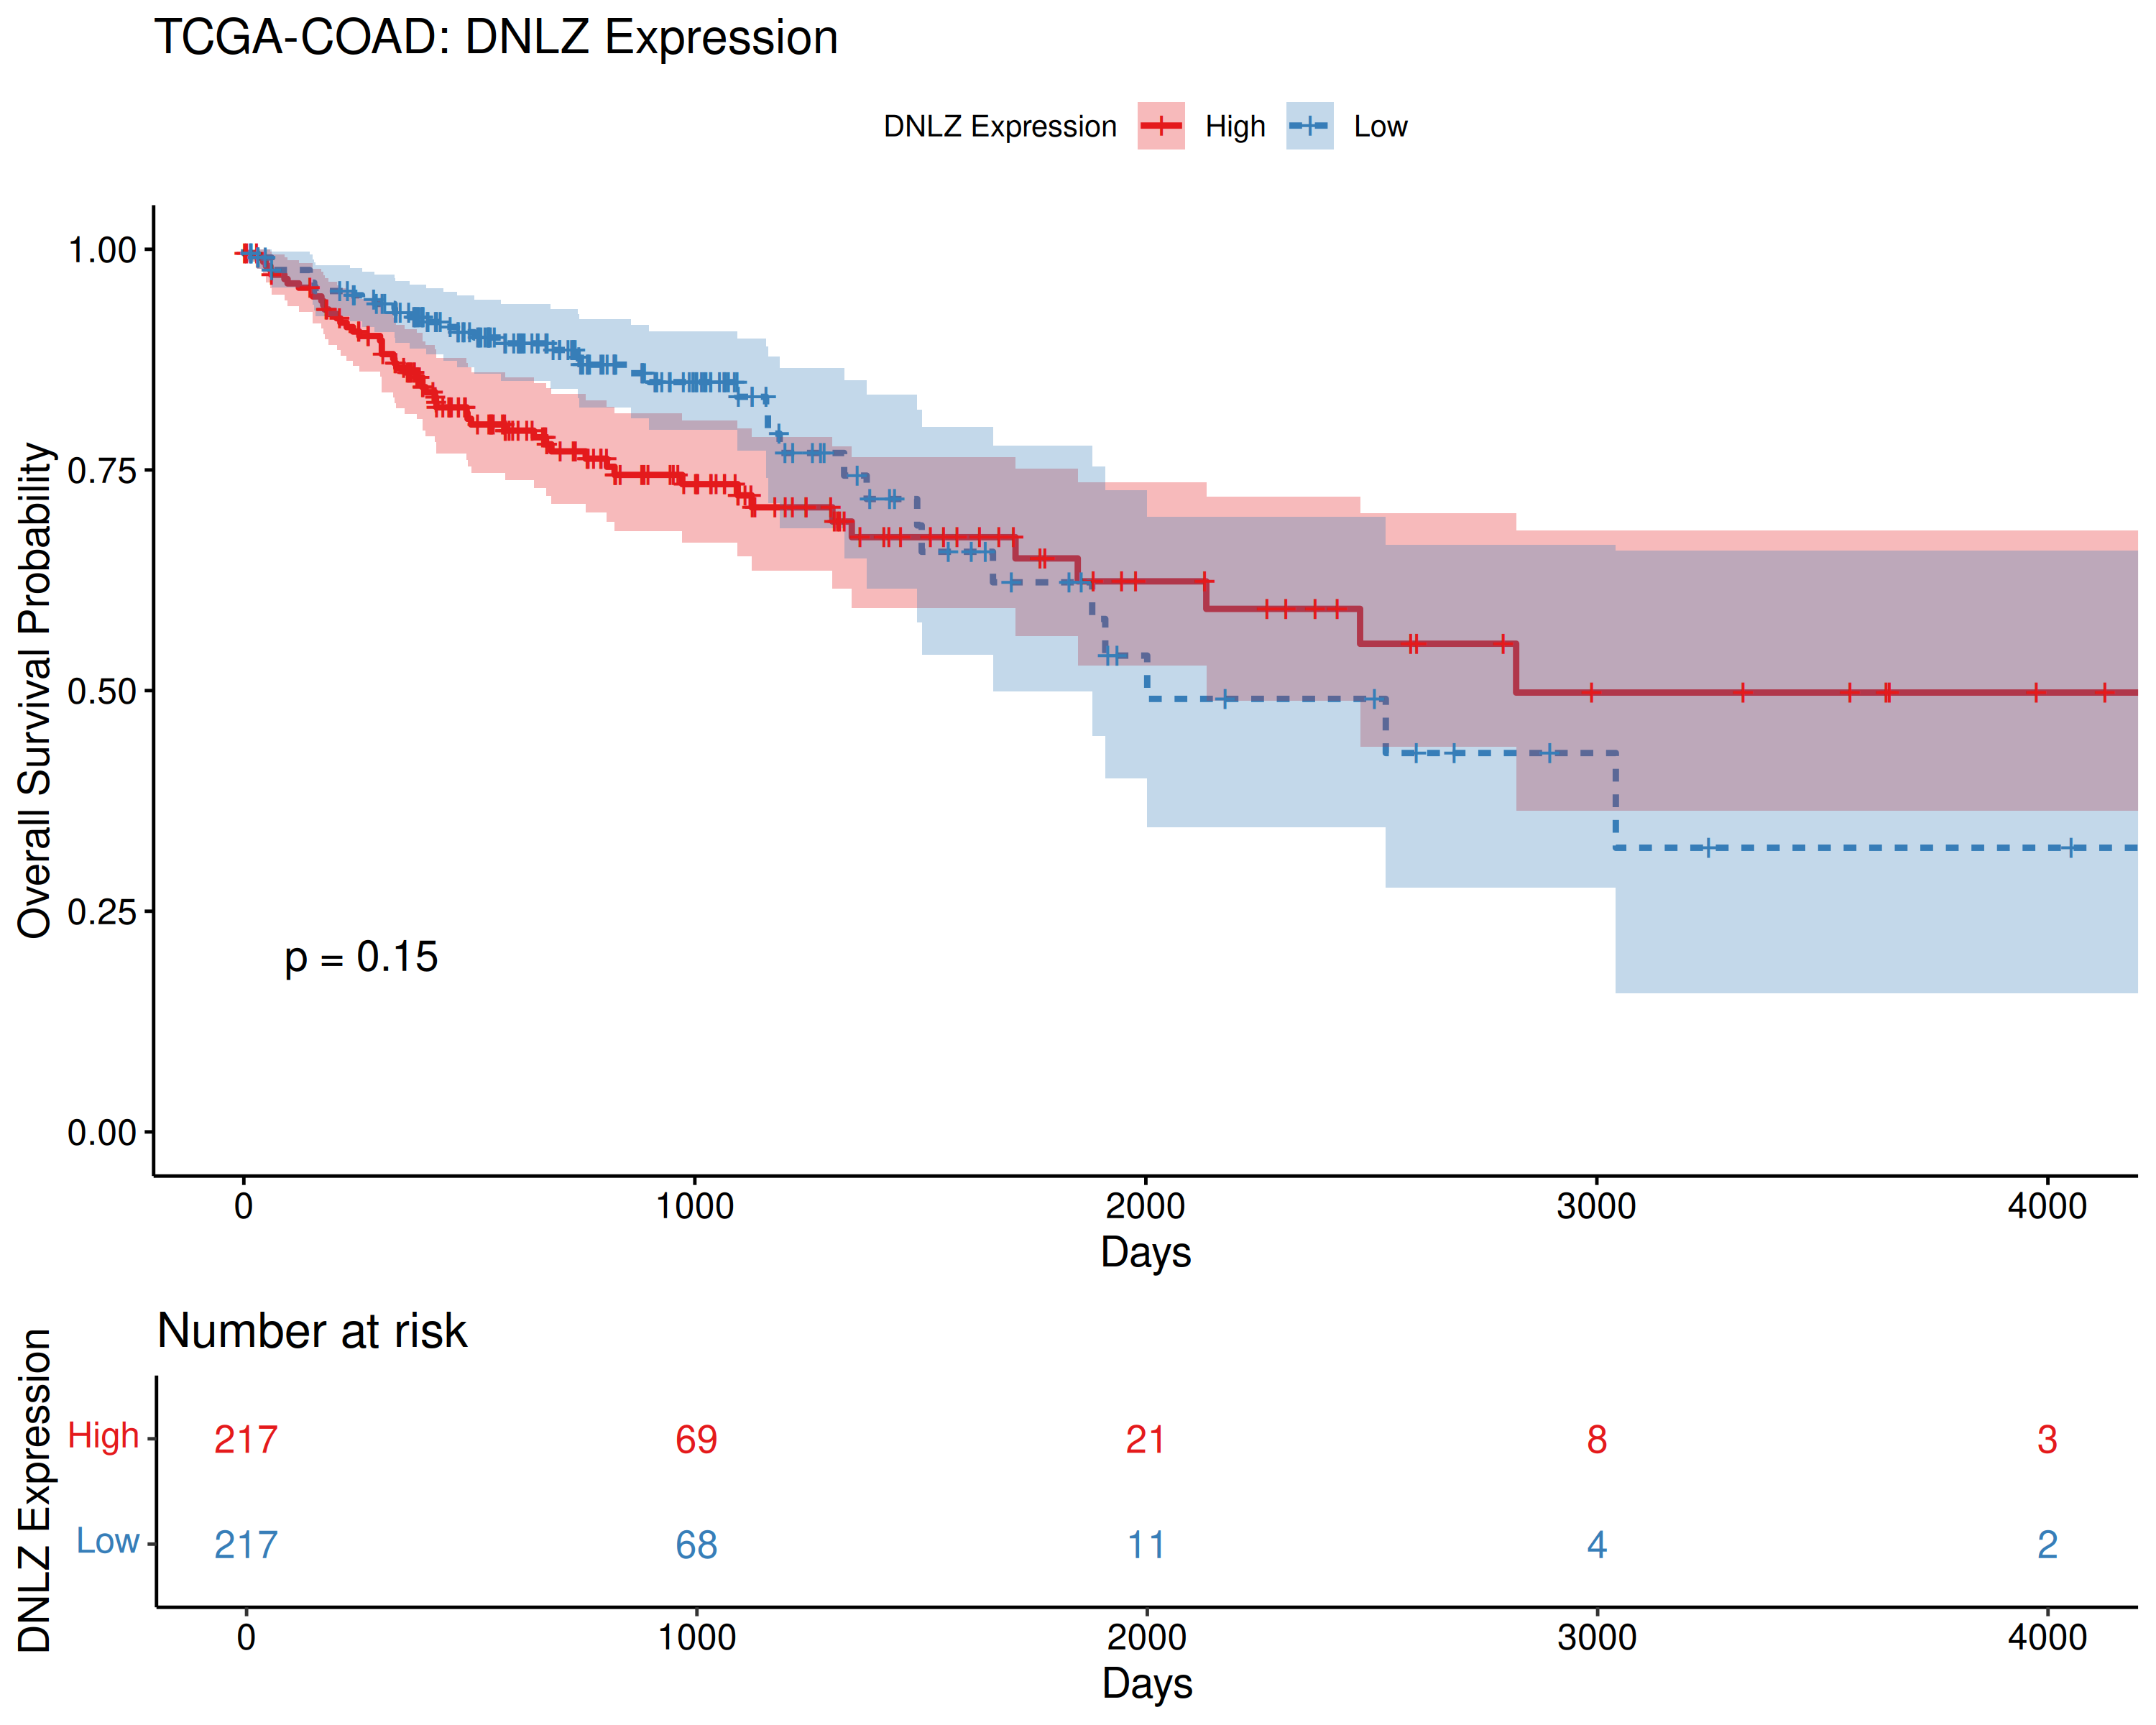 TCGA-COAD: DNLZ Expression
DNLZ Expression High Low
Overall Survival Probability
1.00
0.75
0.50
0.25
0.00
p = 0.15
0 1000 2000 3000 4000
Days
Number at risk
DNLZ Expression
High 217 69 21 8 3
Low 217 68 11 4 2
0 1000 2000 3000 4000
Days